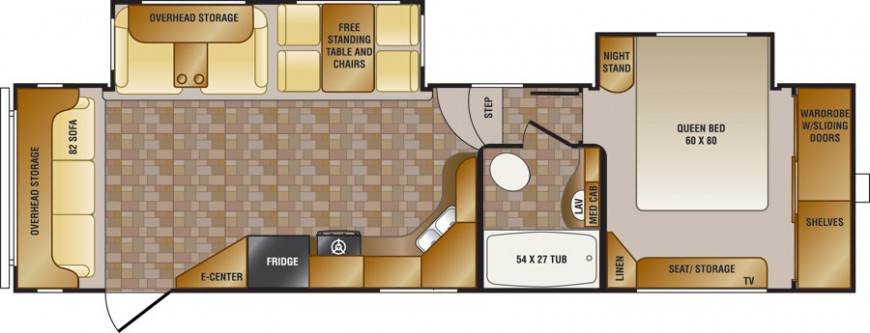 OVERHEAD STORAGE
FREE
STANDING
TABLE AND
CHAIRS
NIGHT
STAND
STEP
82 SOFA
OVERHEAD STORAGE
QUEEN BED
60 X 80
WARDROBE
W/SLIDING
DOORS
LAV
MED CAB
SHELVES
E-CENTER
FRIDGE
54 X 27 TUB
LINEN
SEAT/ STORAGE
TV